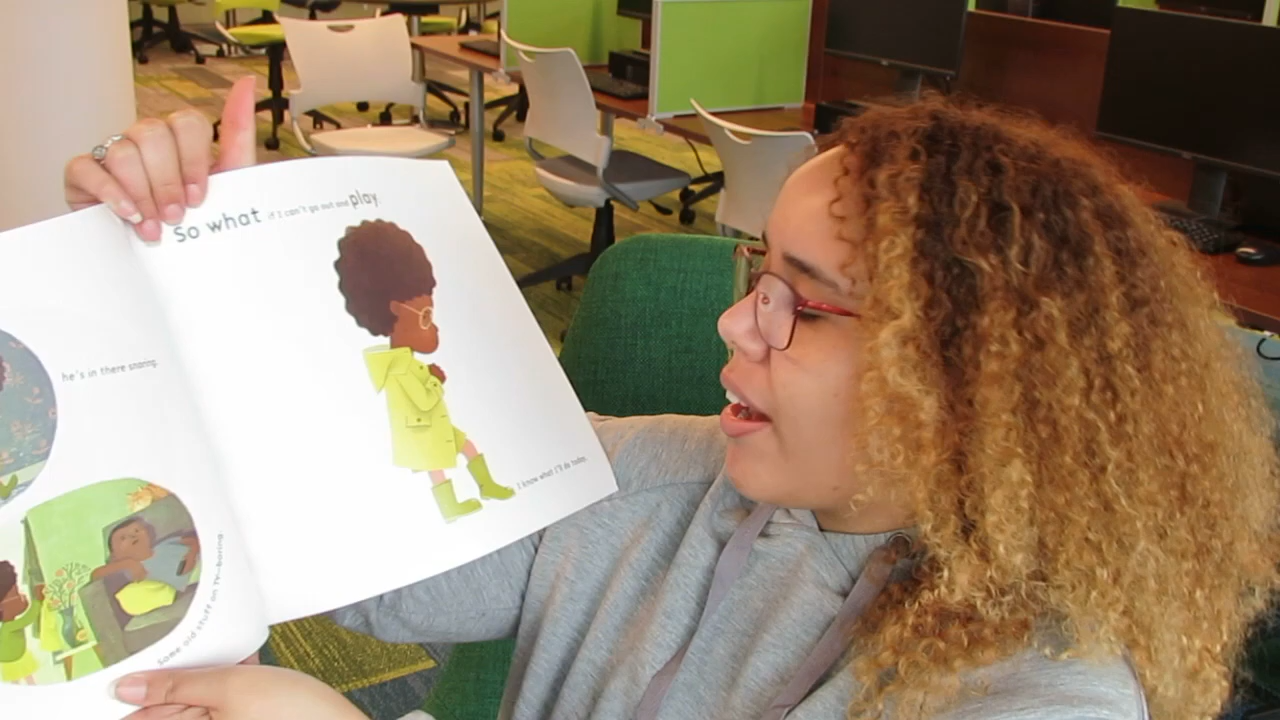 he's in there snoring.
Same old stuff on TV—boring.
So what if I can't go out and play.
I know what I'll do today.